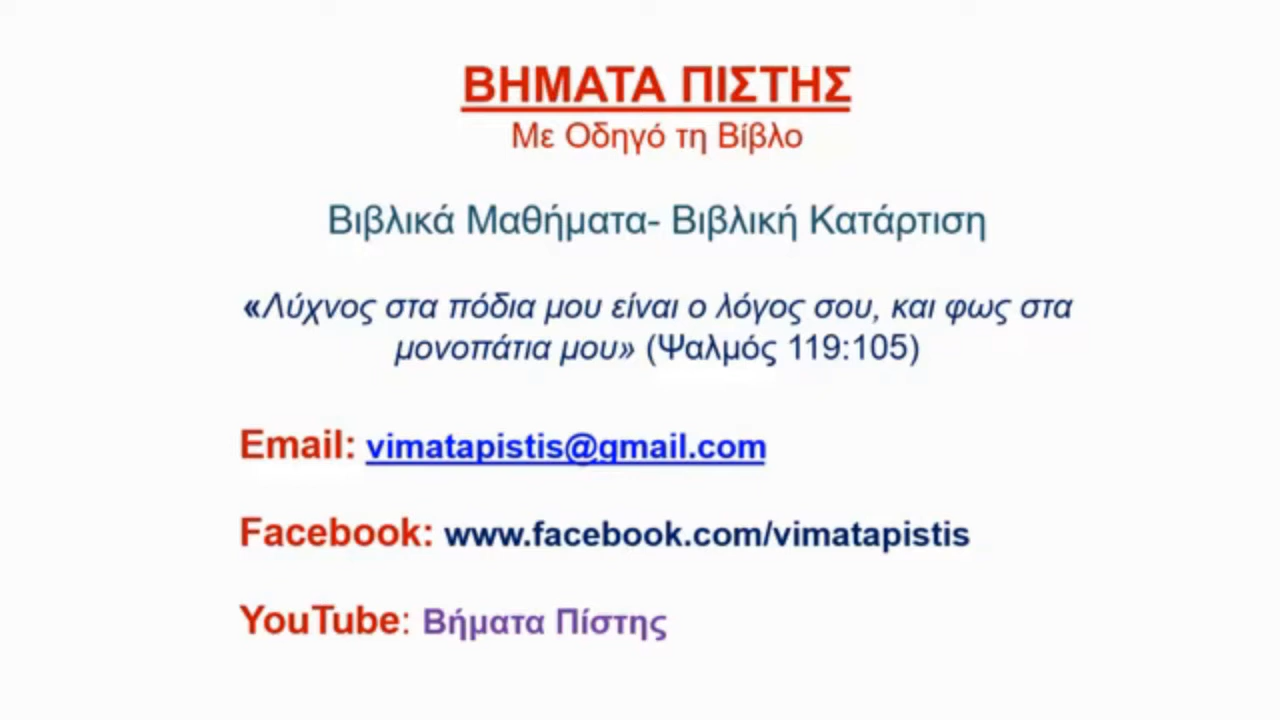 ΒΗΜΑΤΑ ΠΙΣΤΗΣ
Με Οδηγό τη Βίβλο
Βιβλικά Μαθήματα- Βιβλική Κατάρτιση
«Λύχνος στα πόδια μου είναι ο λόγος σου, και φως στα
μονοπάτια μου» (Ψαλμός 119:105)
Email: vimatapistis@gmail.com
Facebook: www.facebook.com/vimatapistis
YouTube: Βήματα Πίστης